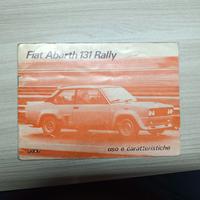 Fiat Abarth 131 Rally
uso e caratteristiche